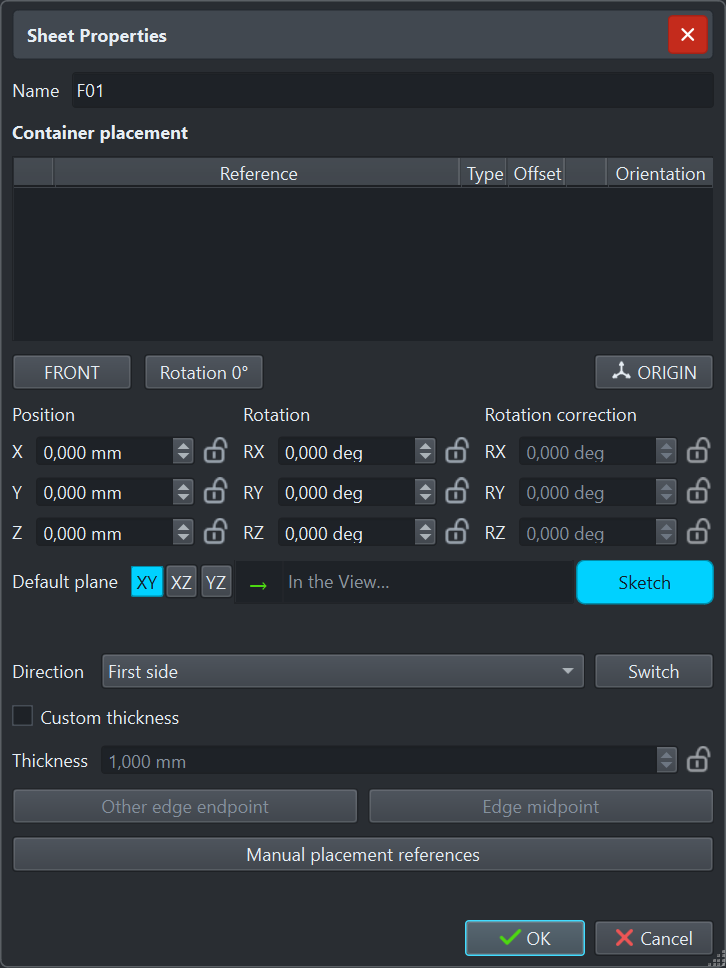 Sheet Properties
Name F01
Container placement
Reference Type Offset Orientation
FRONT Rotation 0° ORIGIN
Position Rotation Rotation correction
X 0,000 mm RX 0,000 deg RX 0,000 deg
Y 0,000 mm RY 0,000 deg RY 0,000 deg
Z 0,000 mm RZ 0,000 deg RZ 0,000 deg
Default plane XY XZ YZ → In the View... Sketch
Direction First side Switch
Custom thickness
Thickness 1,000 mm
Other edge endpoint Edge midpoint
Manual placement references
OK Cancel